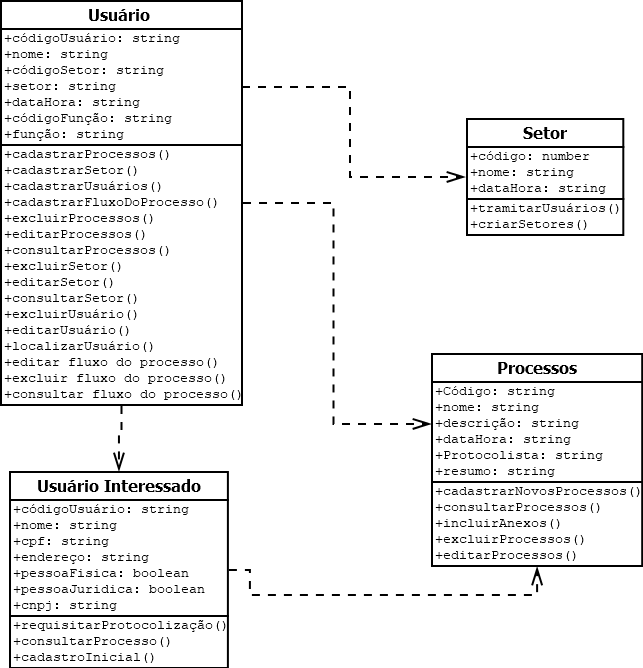 Usuário
+códigoUsuário: string
+nome: string
+códigoSetor: string
+setor: string
+dataHora: string
+códigoFunção: string
+função: string
+cadastrarProcessos()
+cadastrarSetor()
+cadastrarUsuários()
+cadastrarFluxoDoProcesso()
+excluirProcessos()
+editarProcessos()
+consultarProcessos()
+excluirSetor()
+editarSetor()
+consultarSetor()
+excluirUsuário()
+editarUsuário()
+localizarUsuário()
+editar fluxo do processo()
+excluir fluxo do processo()
+consultar fluxo do processo()
Setor
+código: number
+nome: string
+dataHora: string
+tramitarUsuários()
+criarSetores()
Processos
+Código: string
+nome: string
+descrição: string
+dataHora: string
+Protocolista: string
+resumo: string
+cadastrarNovosProcessos()
+consultarProcessos()
+incluirAnexos()
+excluirProcessos()
+editarProcessos()
Usuário Interessado
+códigoUsuário: string
+nome: string
+cpf: string
+endereço: string
+pessoaFísica: boolean
+pessoaJurídica: boolean
+cnpj: string
+requisitarProtocolização()
+consultarProcesso()
+cadastroInicial()